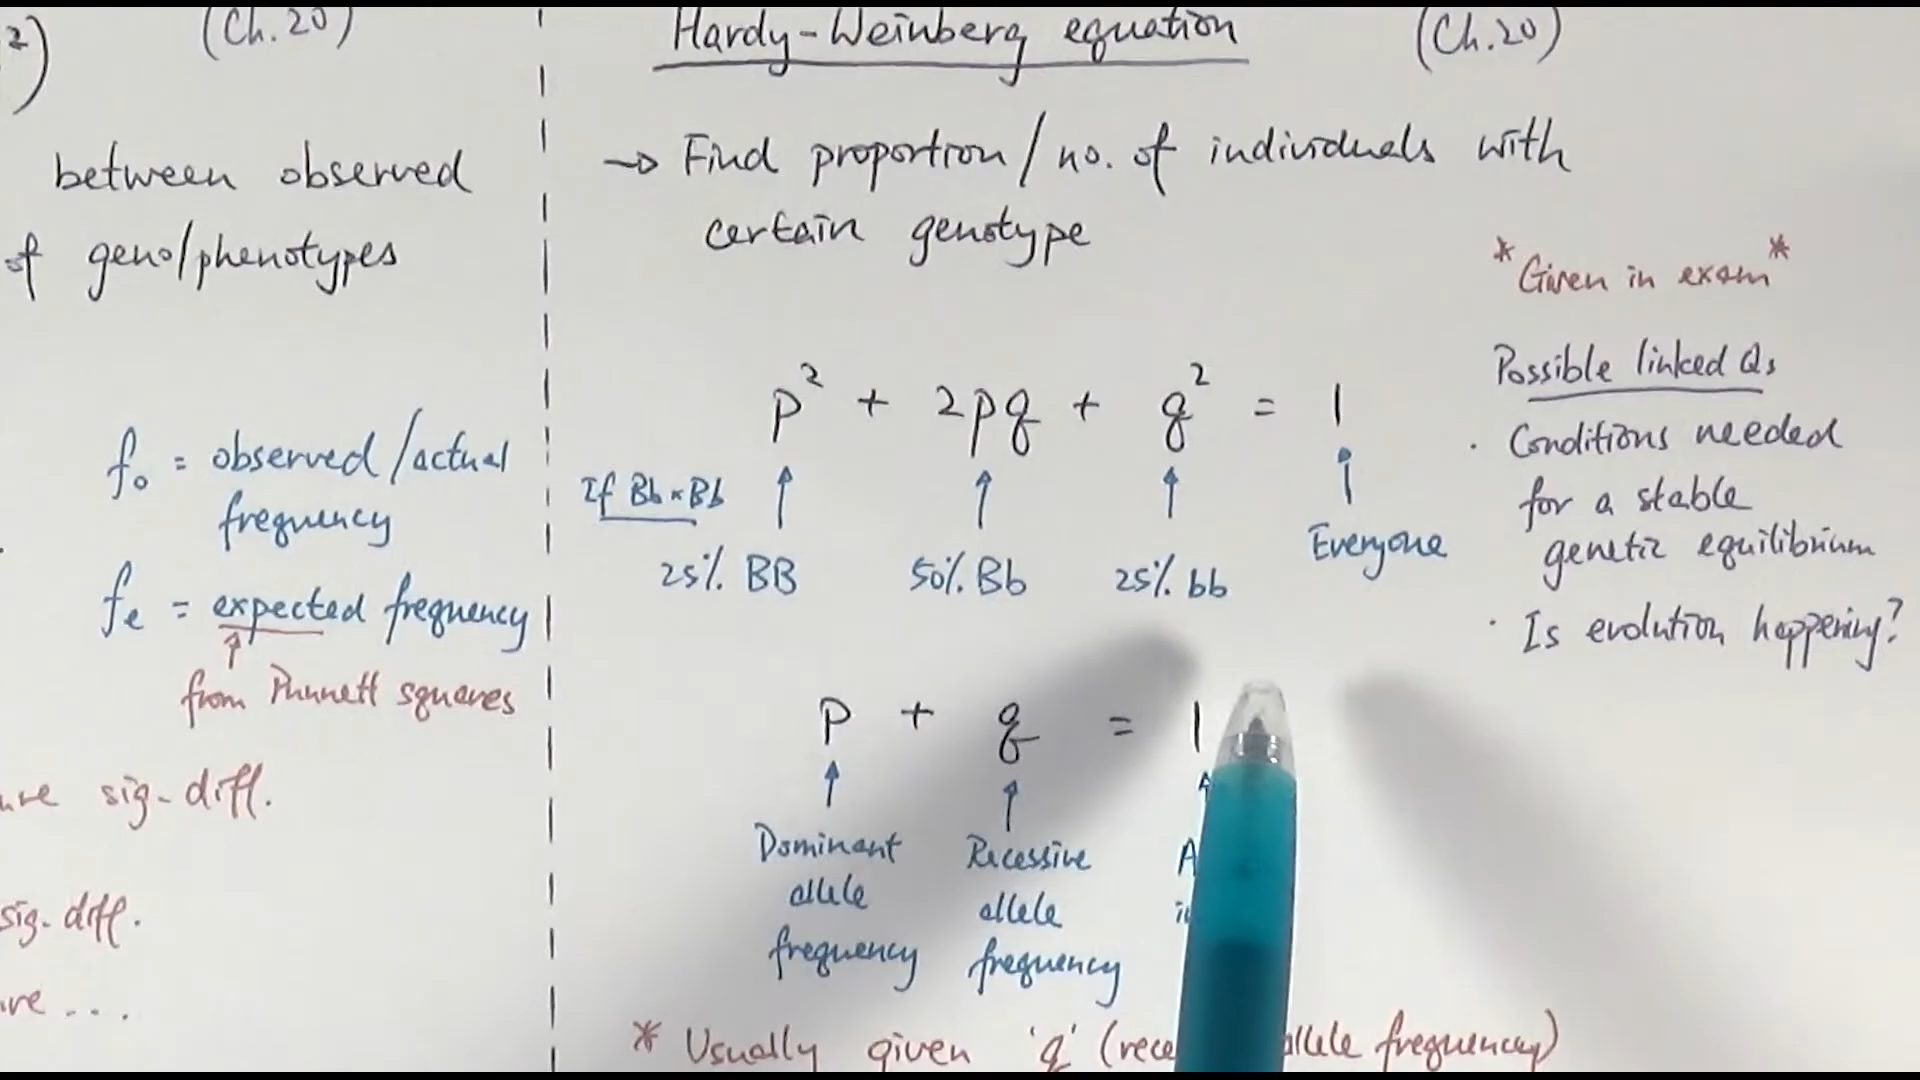 ²)
(Ch.20)
between observed
of geno/phenotypes
fo = observed/actual
frequency
fe = expected frequency
from Punnett squares
sig. diff.
sig. diff.
...
Hardy-Weinberg equation
(Ch.20)
→ Find proportion/no. of individuals with
certain genotype
*Given in exam*
p² + 2pq + q² = 1
If Bb × Bb
25% BB
50% Bb
25% bb
Everyone
Possible linked Qs
· Conditions needed
for a stable
genetic equilibrium
· Is evolution happening?
p + q = 1
Dominant
allele
frequency
Recessive
allele
frequency
* Usually given 'q' ( allele frequency)